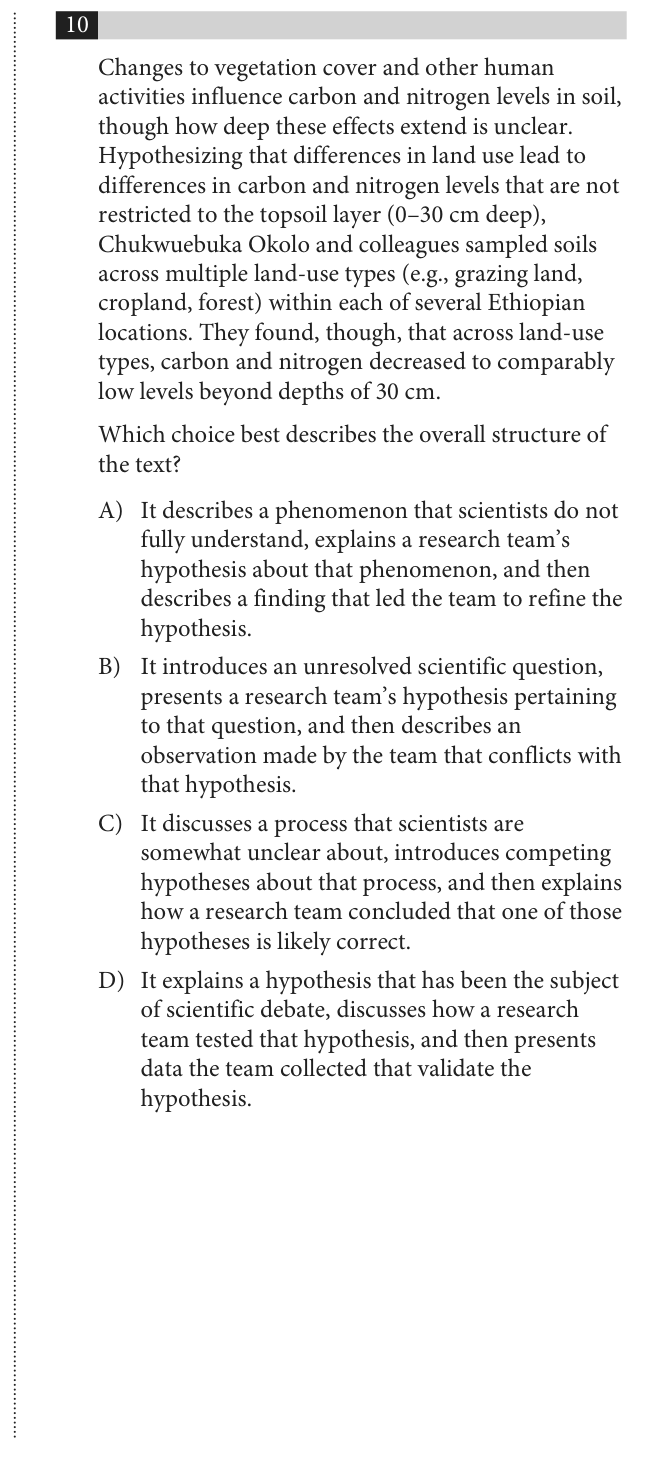 10
Changes to vegetation cover and other human
activities influence carbon and nitrogen levels in soil,
though how deep these effects extend is unclear.
Hypothesizing that differences in land use lead to
differences in carbon and nitrogen levels that are not
restricted to the topsoil layer (0–30 cm deep),
Chukwuebuka Okolo and colleagues sampled soils
across multiple land-use types (e.g., grazing land,
cropland, forest) within each of several Ethiopian
locations. They found, though, that across land-use
types, carbon and nitrogen decreased to comparably
low levels beyond depths of 30 cm.
Which choice best describes the overall structure of
the text?
A) It describes a phenomenon that scientists do not
fully understand, explains a research team’s
hypothesis about that phenomenon, and then
describes a finding that led the team to refine the
hypothesis.
B) It introduces an unresolved scientific question,
presents a research team’s hypothesis pertaining
to that question, and then describes an
observation made by the team that conflicts with
that hypothesis.
C) It discusses a process that scientists are
somewhat unclear about, introduces competing
hypotheses about that process, and then explains
how a research team concluded that one of those
hypotheses is likely correct.
D) It explains a hypothesis that has been the subject
of scientific debate, discusses how a research
team tested that hypothesis, and then presents
data the team collected that validate the
hypothesis.